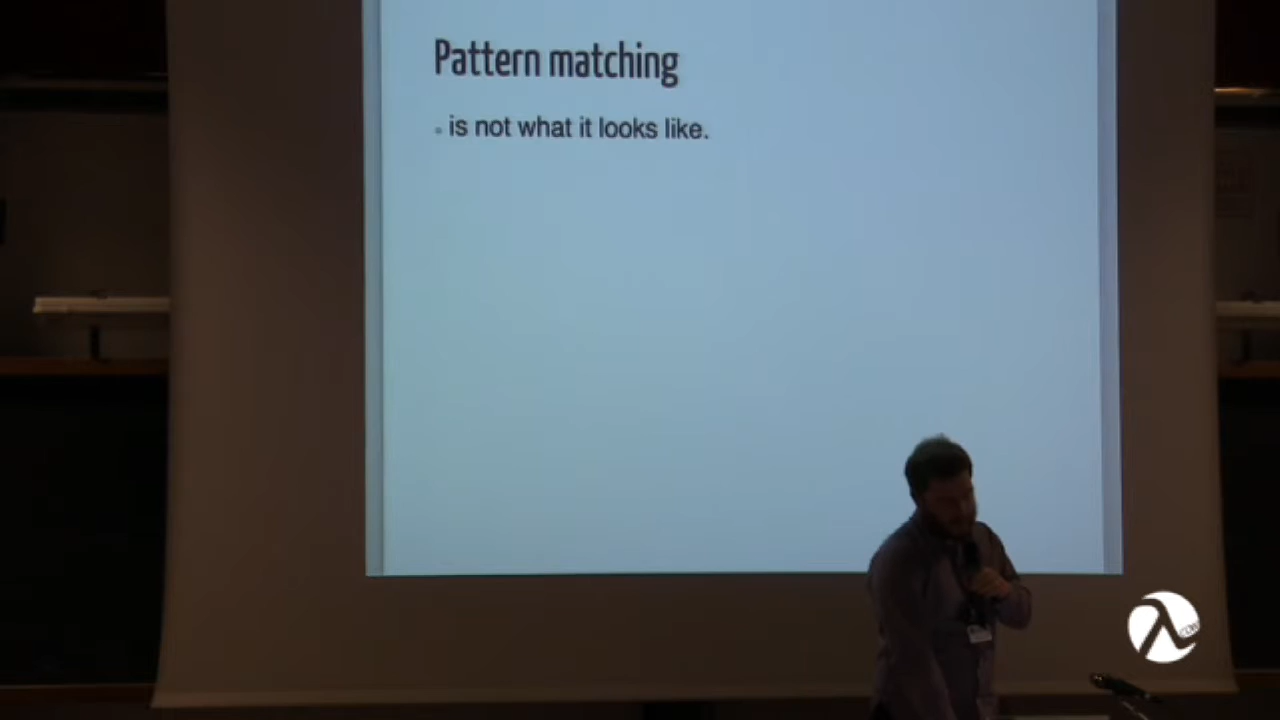 Pattern matching
is not what it looks like.
λ